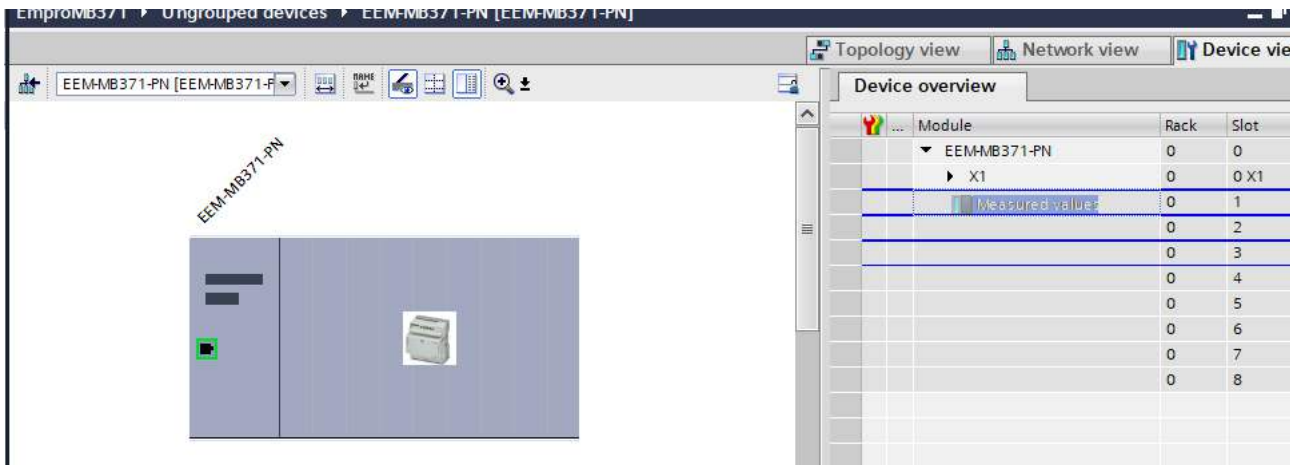 EmproMB371 ▸ Ungrouped devices ▸ EEM-MB371-PN [EEM-MB371-PN]
Topology view Network view Device vie
EEM-MB371-PN [EEM-MB371-P
Device overview
... Module Rack Slot
EEM-MB371-PN 0 0
X1 0 0 X1
Measured values 0 1
0 2
0 3
0 4
0 5
0 6
0 7
0 8
EEM-MB371-PN